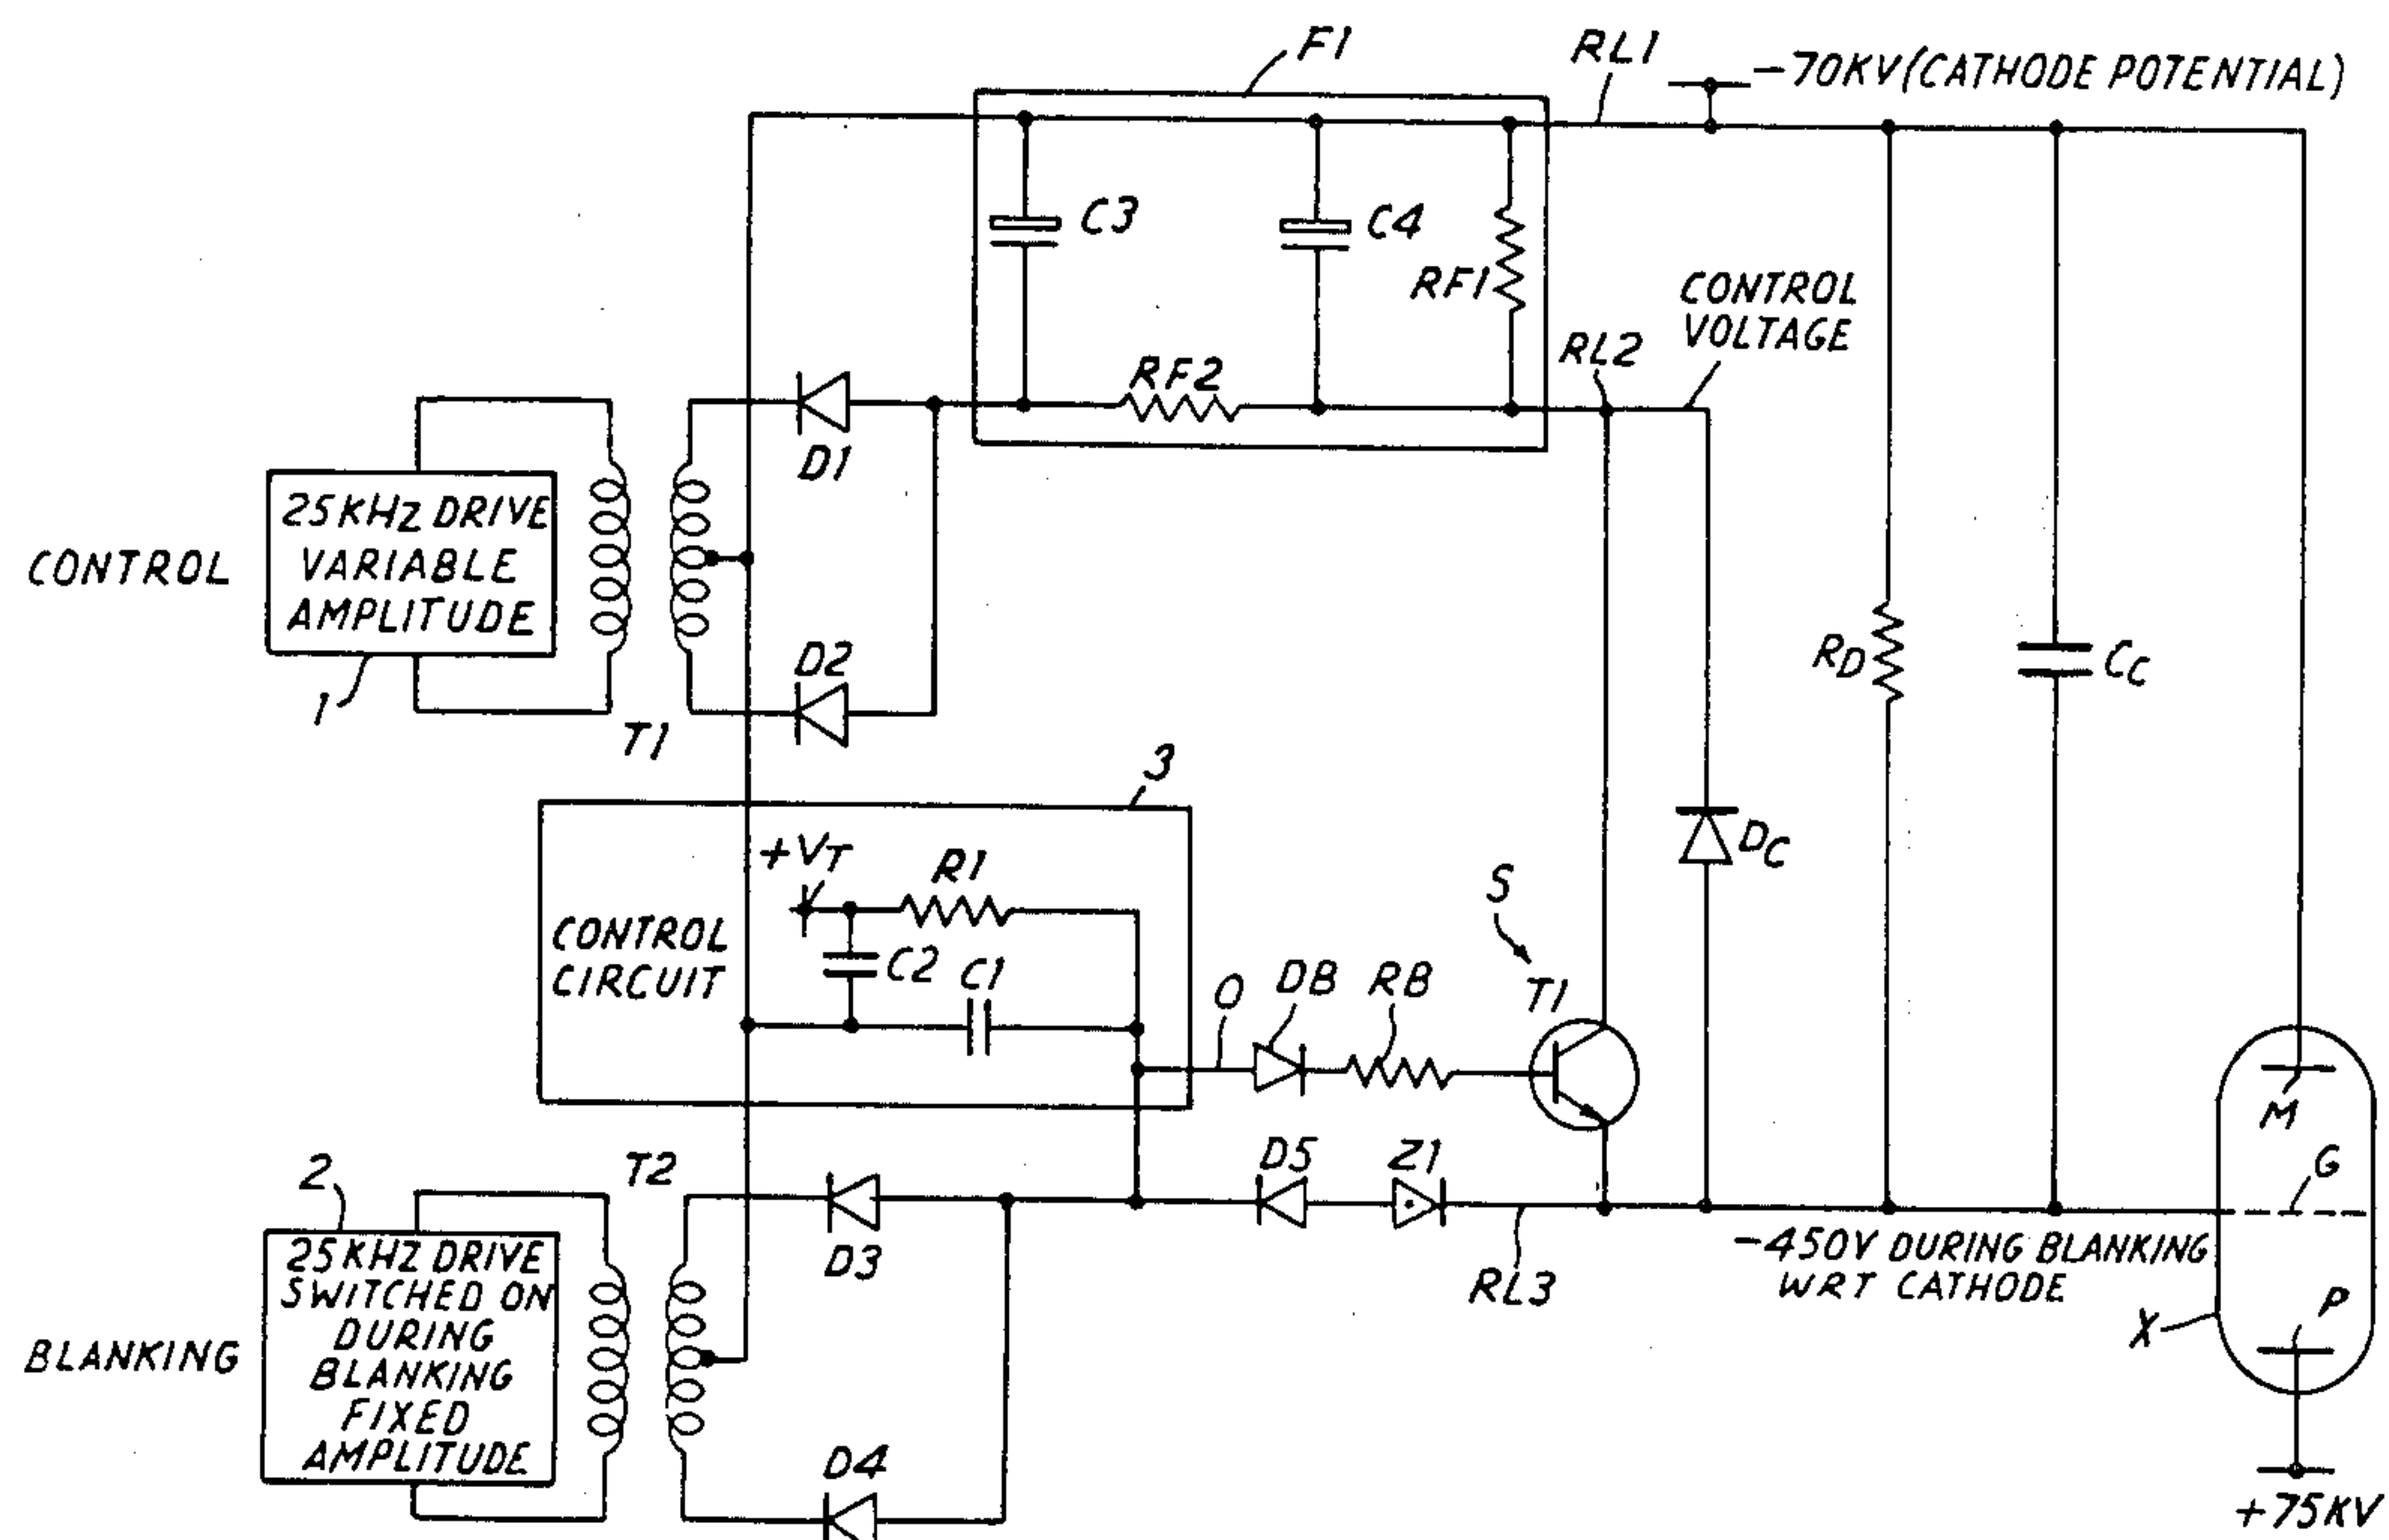 F1
RL1
-70KV (CATHODE POTENTIAL)
C3
C4
RF1
CONTROL
VOLTAGE
RL2
RF2
D1
CONTROL
25KHZ DRIVE
VARIABLE
AMPLITUDE
1
T1
D2
RD
CC
3
+VT
R1
CONTROL
CIRCUIT
C2
C1
O
DB
RB
S
T1
DC
M
G
P
X
+75KV
2
T2
D3
D5
Z1
RL3
-450V DURING BLANKING
WRT CATHODE
BLANKING
25KHZ DRIVE
SWITCHED ON
DURING
BLANKING
FIXED
AMPLITUDE
D4